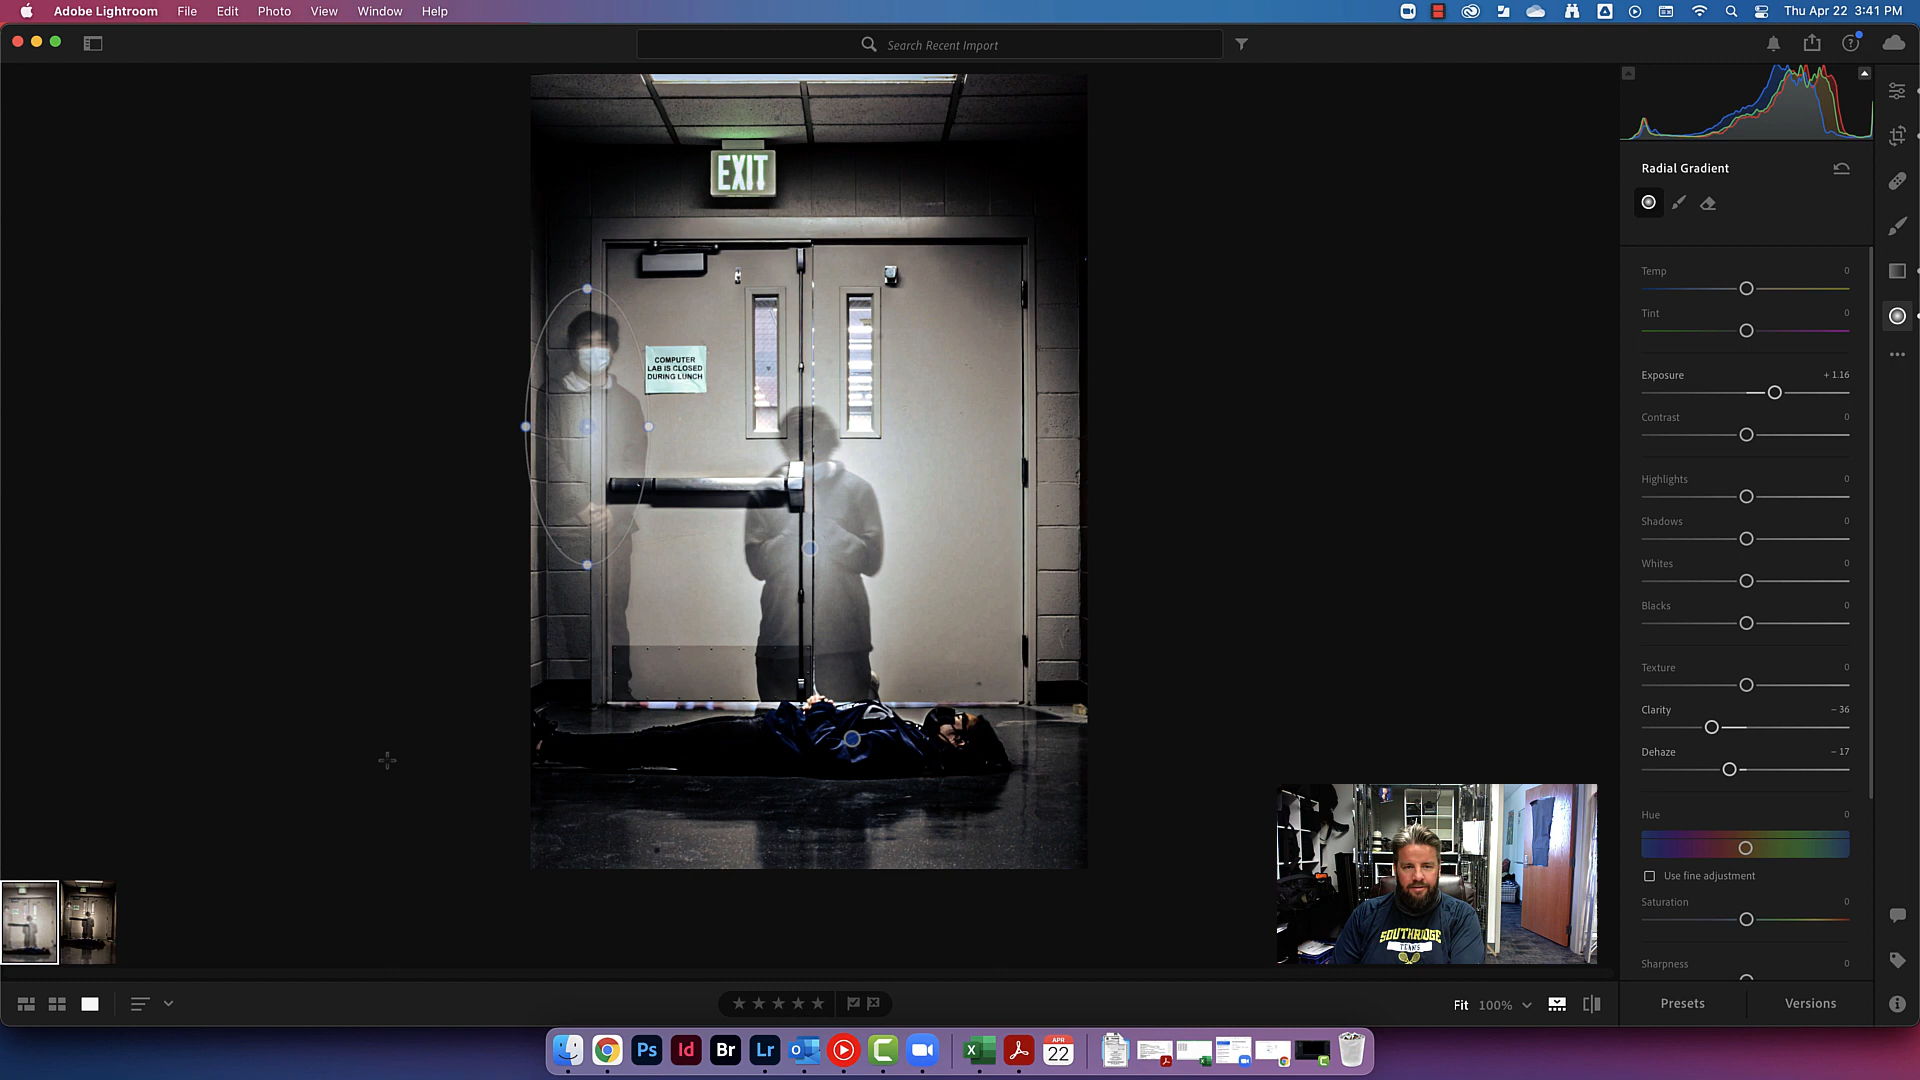 Adobe Lightroom File Edit Photo View Window Help
Thu Apr 22 3:41 PM
Search Recent Import
EXIT
COMPUTER
LAB IS CLOSED
DURING LUNCH
SOUTHRIDGE
TENNIS
Radial Gradient
Temp 0
Tint 0
Exposure + 1.16
Contrast 0
Highlights 0
Shadows 0
Whites 0
Blacks 0
Texture 0
Clarity – 36
Dehaze – 17
Hue 0
Use fine adjustment
Saturation 0
Sharpness 0
Fit 100%
Presets Versions
Ps Id Br Lr
APR
22